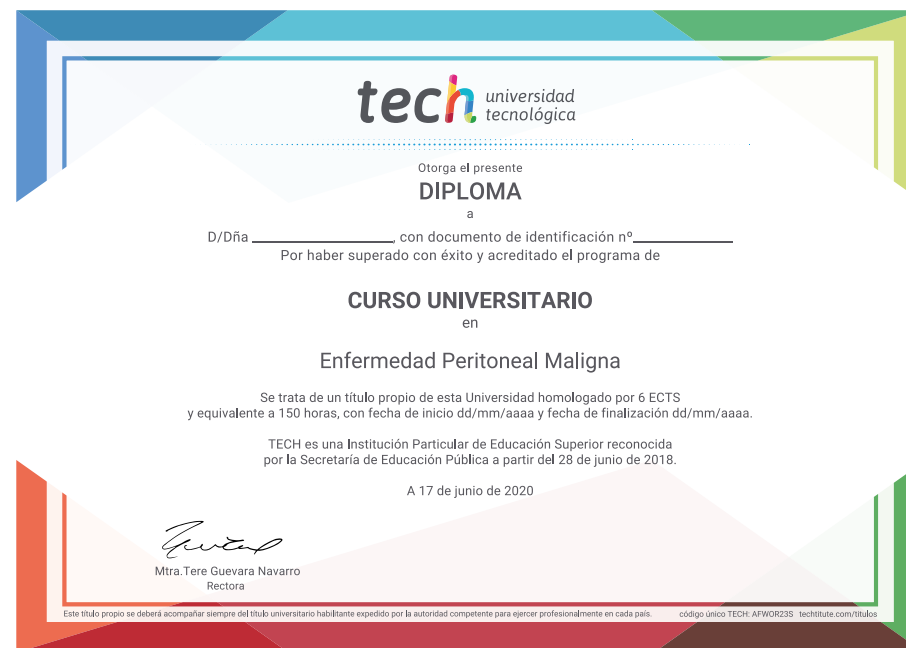 tech universidad
tecnológica
Otorga el presente
DIPLOMA
a
D/Dña ____________________, con documento de identificación nº______________
Por haber superado con éxito y acreditado el programa de
CURSO UNIVERSITARIO
en
Enfermedad Peritoneal Maligna
Se trata de un título propio de esta Universidad homologado por 6 ECTS
y equivalente a 150 horas, con fecha de inicio dd/mm/aaaa y fecha de finalización dd/mm/aaaa.
TECH es una Institución Particular de Educación Superior reconocida
por la Secretaría de Educación Pública a partir del 28 de junio de 2018.
A 17 de junio de 2020
Mtra.Tere Guevara Navarro
Rectora
Este título propio se deberá acompañar siempre del título universitario habilitante expedido por la autoridad competente para ejercer profesionalmente en cada país. código único TECH: AFWOR23S techtitute.com/titulos